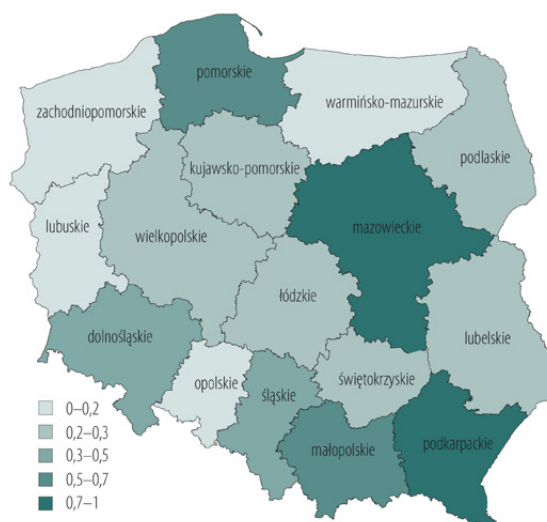 pomorskie
zachodniopomorskie
warmińsko-mazurskie
podlaskie
kujawsko-pomorskie
lubuskie
wielkopolskie
mazowieckie
łódzkie
dolnośląskie
lubelskie
opolskie
śląskie
świętokrzyskie
małopolskie
podkarpackie
0–0,2
0,2–0,3
0,3–0,5
0,5–0,7
0,7–1